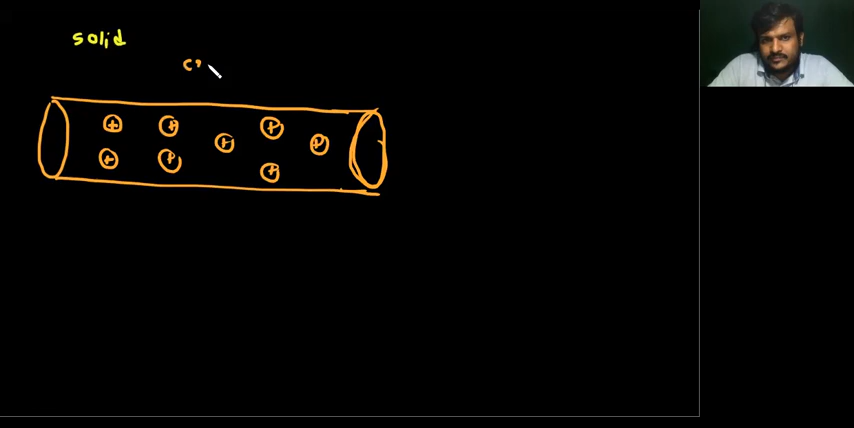 solid
+ + + + +
+ + + +